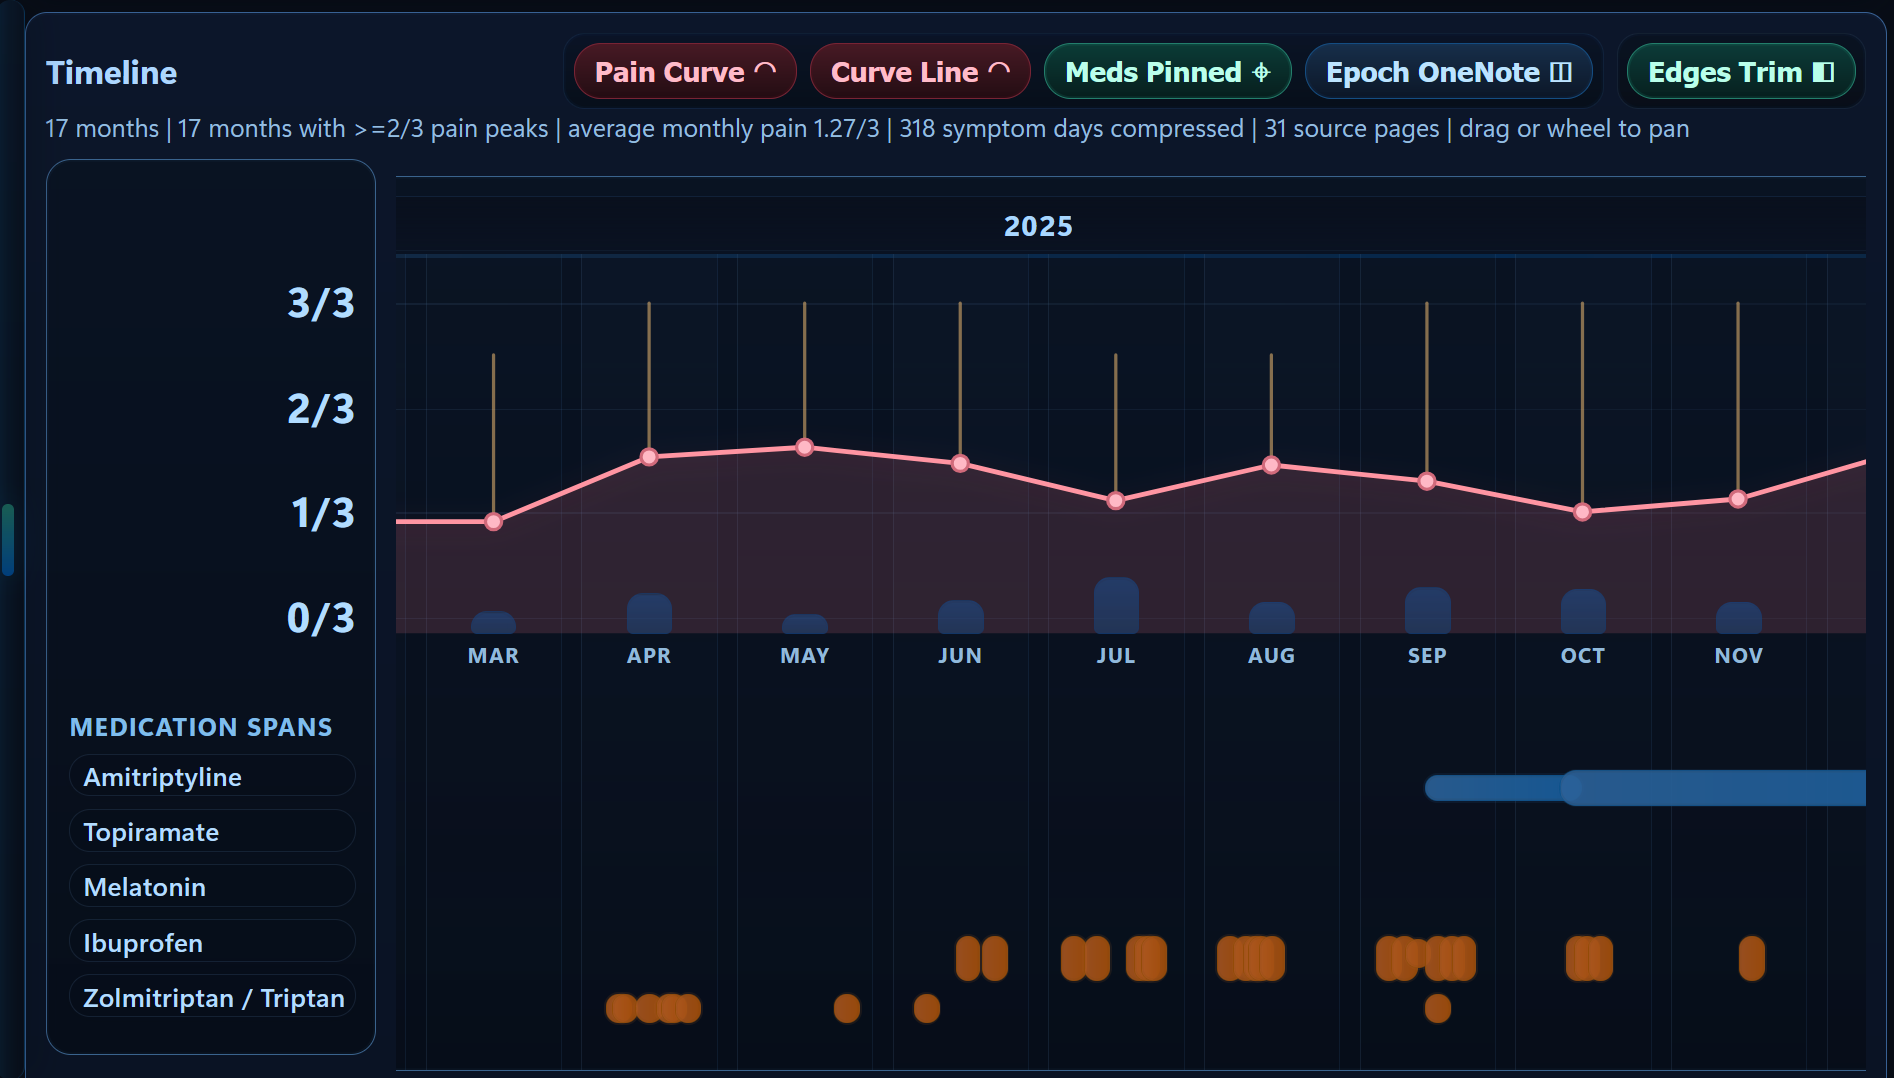 Timeline
Pain Curve
Curve Line
Meds Pinned
Epoch OneNote
Edges Trim
17 months | 17 months with >=2/3 pain peaks | average monthly pain 1.27/3 | 318 symptom days compressed | 31 source pages | drag or wheel to pan
2025
3/3
2/3
1/3
0/3
MAR APR MAY JUN JUL AUG SEP OCT NOV
MEDICATION SPANS
Amitriptyline
Topiramate
Melatonin
Ibuprofen
Zolmitriptan / Triptan